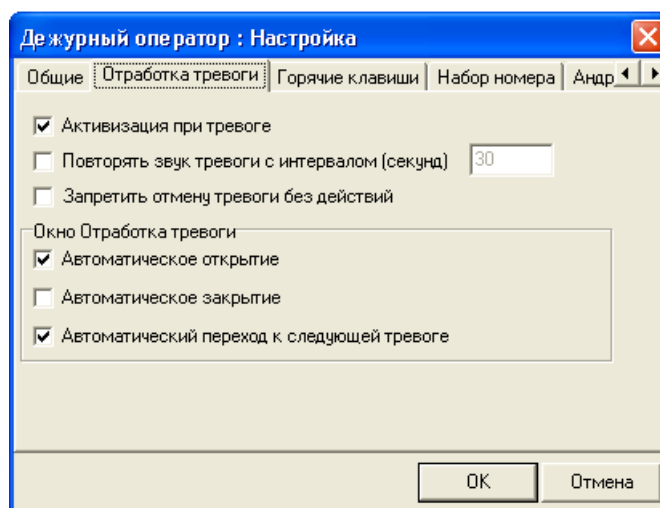 Дежурный оператор : Настройка
Общие Отработка тревоги Горячие клавиши Набор номера Андр
Активизация при тревоге
Повторять звук тревоги с интервалом (секунд) 30
Запретить отмену тревоги без действий
Окно Отработка тревоги
Автоматическое открытие
Автоматическое закрытие
Автоматический переход к следующей тревоге
OK Отмена